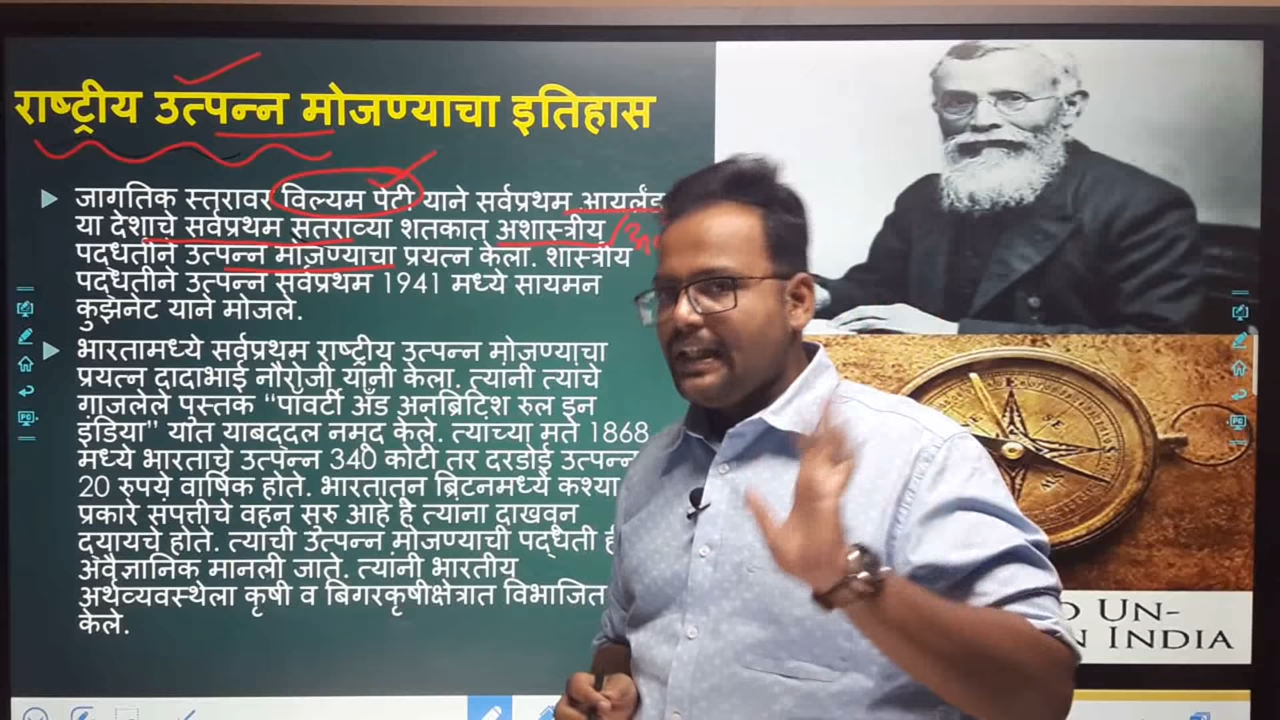 राष्ट्रीय उत्पन्न मोजण्याचा इतिहास
जागतिक स्तरावर विल्यम पेटी याने सर्वप्रथम आयर्लंड
या देशाचे सर्वप्रथम सतराव्या शतकात अशास्त्रीय
पद्धतीने उत्पन्न मोजण्याचा प्रयत्न केला. शास्त्रीय
पद्धतीने उत्पन्न सर्वप्रथम 1941 मध्ये सायमन
कुझनेट याने मोजले.
भारतामध्ये सर्वप्रथम राष्ट्रीय उत्पन्न मोजण्याचा
प्रयत्न दादाभाई नौरोजी यांनी केला. त्यांनी त्यांचे
गाजलेले पुस्तक “पॉवर्टी अँड अनब्रिटिश रुल इन
इंडिया” यात याबद्दल नमूद केले. त्यांच्या मते 1868
मध्ये भारताचे उत्पन्न 340 कोटी तर दरडोई उत्पन्न
20 रुपये वार्षिक होते. भारतातून ब्रिटनमध्ये कश्या
प्रकारे संपत्तीचे वहन सुरु आहे हे त्यांना दाखवून
द्यायचे होते. त्याची उत्पन्न मोजण्याची पद्धती ही
अवैज्ञानिक मानली जाते. त्यांनी भारतीय
अर्थव्यवस्थेला कृषी व बिगरकृषीक्षेत्रात विभाजित
केले.
UN-
INDIA